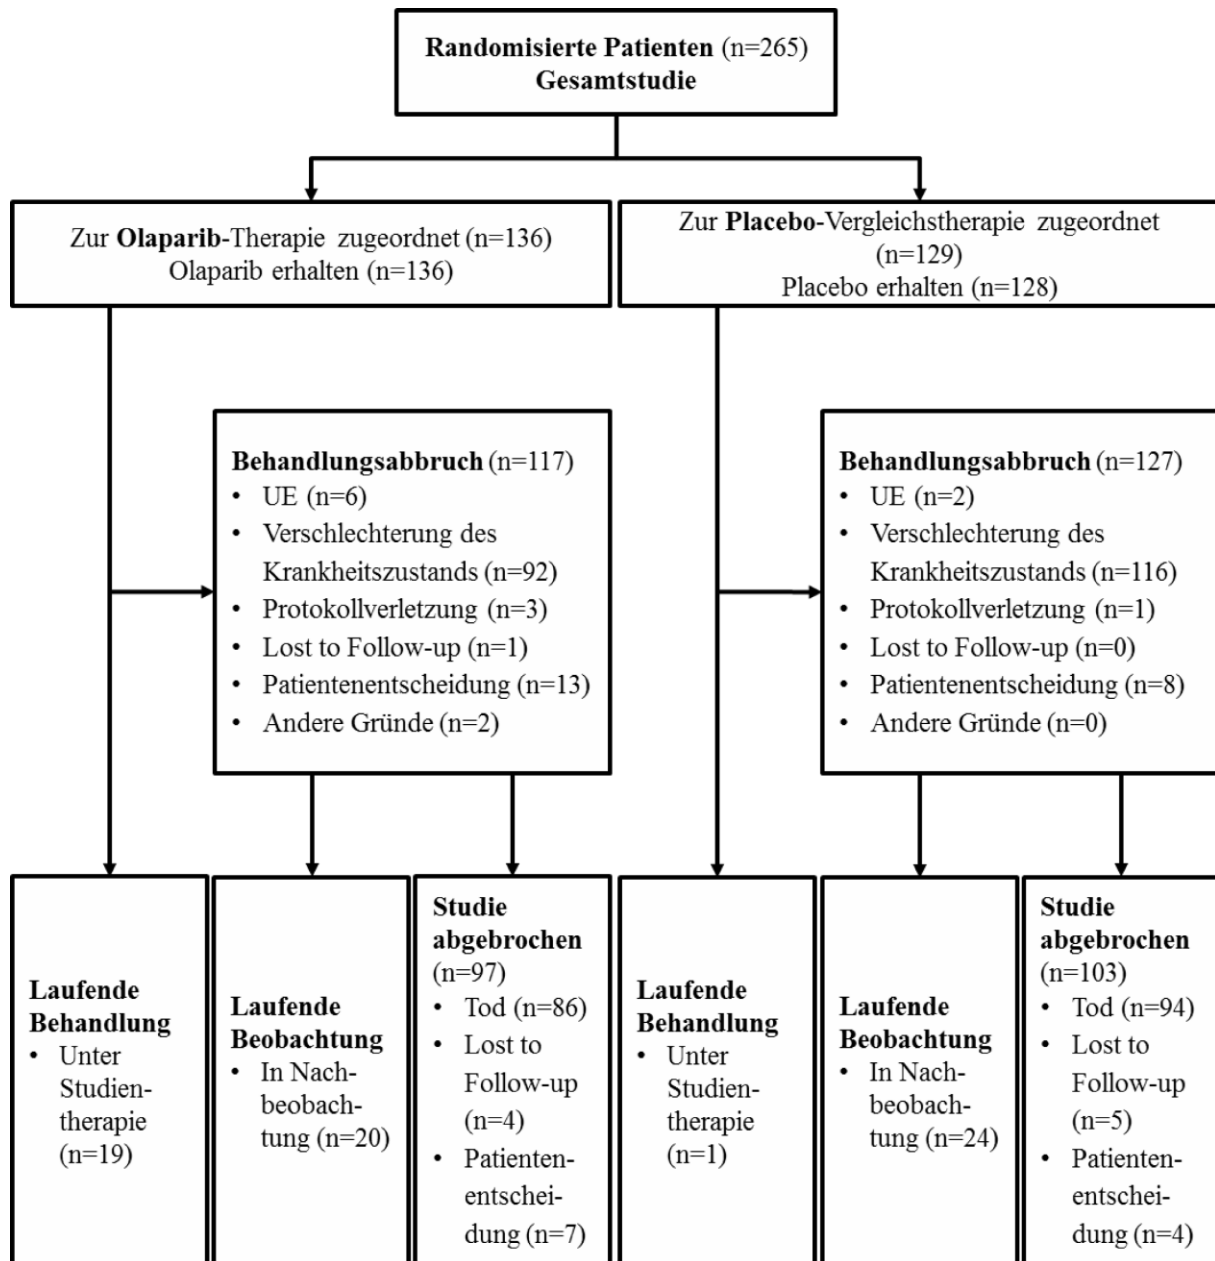 Randomisierte Patienten (n=265)
Gesamtstudie
Zur Olaparib-Therapie zugeordnet (n=136)
Olaparib erhalten (n=136)
Zur Placebo-Vergleichstherapie zugeordnet
(n=129)
Placebo erhalten (n=128)
Behandlungsabbruch (n=117)
• UE (n=6)
• Verschlechterung des
Krankheitszustands (n=92)
• Protokollverletzung (n=3)
• Lost to Follow-up (n=1)
• Patientenentscheidung (n=13)
• Andere Gründe (n=2)
Behandlungsabbruch (n=127)
• UE (n=2)
• Verschlechterung des
Krankheitszustands (n=116)
• Protokollverletzung (n=1)
• Lost to Follow-up (n=0)
• Patientenentscheidung (n=8)
• Andere Gründe (n=0)
Laufende
Behandlung
• Unter
Studien-
therapie
(n=19)
Laufende
Beobachtung
• In Nach-
beobach-
tung (n=20)
Studie
abgebrochen
(n=97)
• Tod (n=86)
• Lost to
Follow-up
(n=4)
• Patienten-
entschei-
dung (n=7)
Laufende
Behandlung
• Unter
Studien-
therapie
(n=1)
Laufende
Beobachtung
• In Nach-
beobach-
tung (n=24)
Studie
abgebrochen
(n=103)
• Tod (n=94)
• Lost to
Follow-up
(n=5)
• Patienten-
entschei-
dung (n=4)